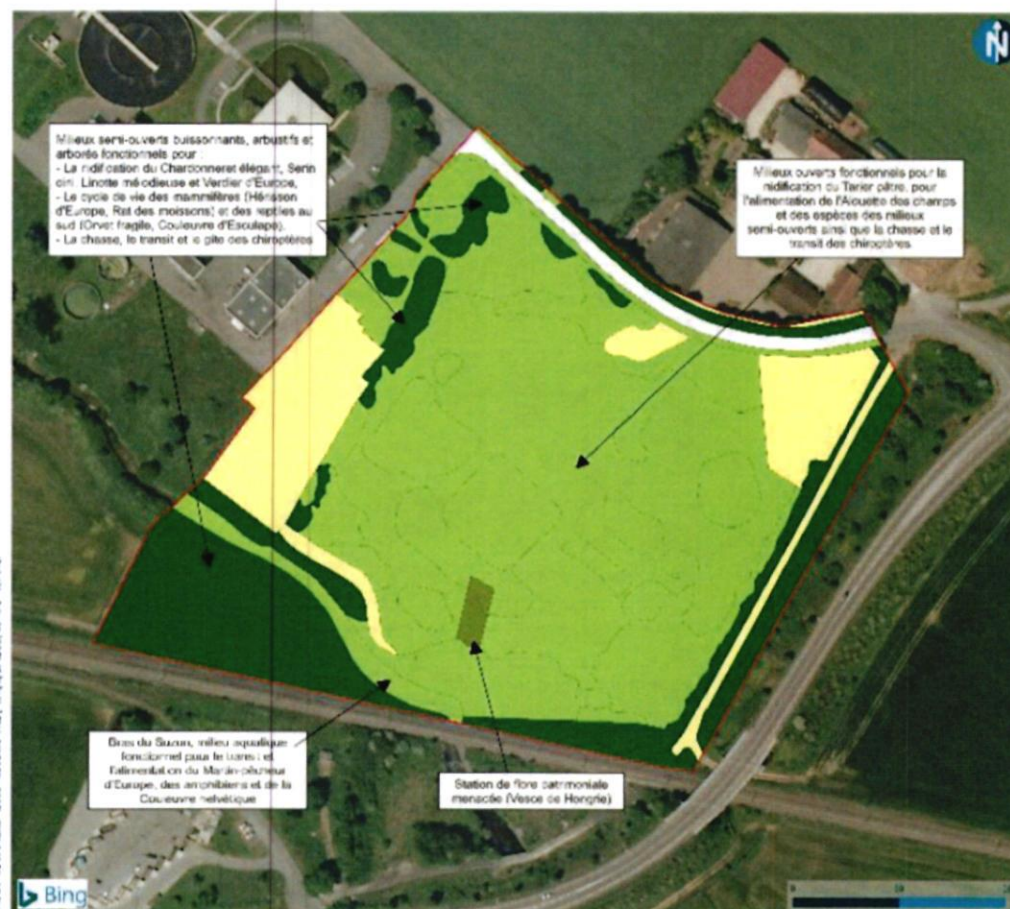 N
Milieux semi-ouverts buissonnants, arbustifs et
arborés fonctionnels pour :
- La nidification du Chardonneret élégant, Serin
cini, Linotte mélodieuse et Verdier d'Europe,
- Le cycle de vie des mammifères (Hérisson
d'Europe, Rat des moissons) et des reptiles au
sud (Orvet fragile, Couleuvre d'Esculape).
- La chasse, le transit et le gîte des chiroptères
Milieux ouverts fonctionnels pour la
nidification du Tarier pâtre, pour
l'alimentation de l'Alouette des champs
et des espèces des milieux
semi-ouverts ainsi que la chasse et le
transit des chiroptères
Bras du Suzon, milieu aquatique
fonctionnel pour le transit et
l'alimentation du Martin-pêcheur
d'Europe, des amphibiens et de la
Couleuvre helvétique
Station de flore patrimoniale
menacée (Vesce de Hongrie)
Bing